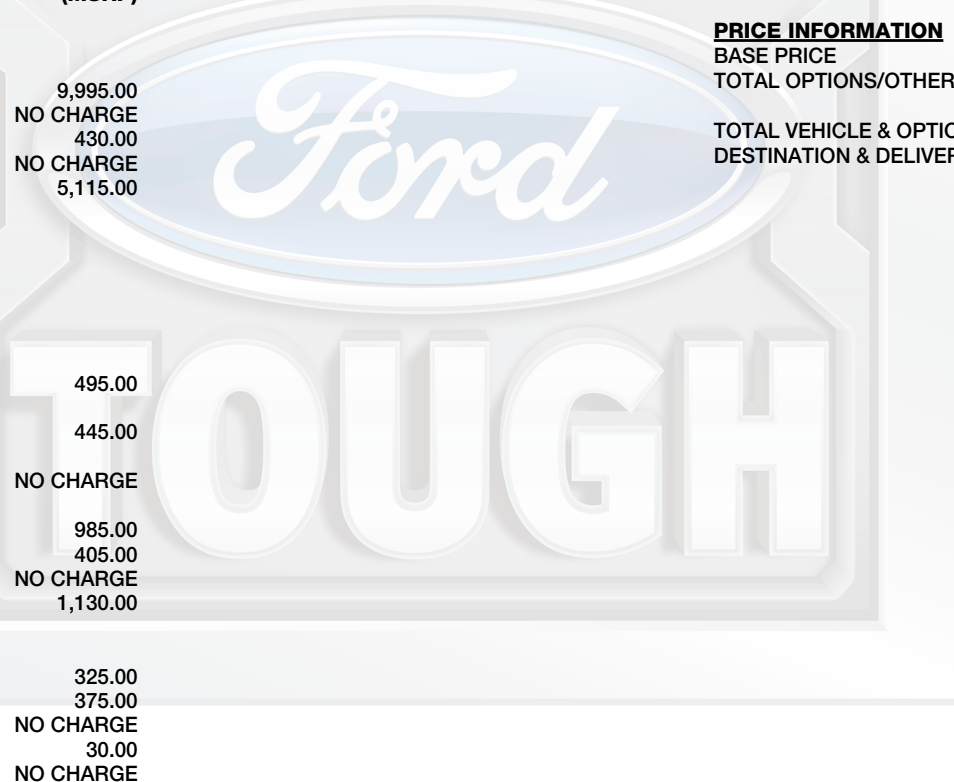 PRICE INFORMATION
BASE PRICE
TOTAL OPTIONS/OTHER
TOTAL VEHICLE &
DESTINATION &
9,995.00
NO CHARGE
430.00
NO CHARGE
5,115.00
Ford
TOUGH
495.00
445.00
NO CHARGE
985.00
405.00
NO CHARGE
1,130.00
325.00
375.00
NO CHARGE
30.00
NO CHARGE